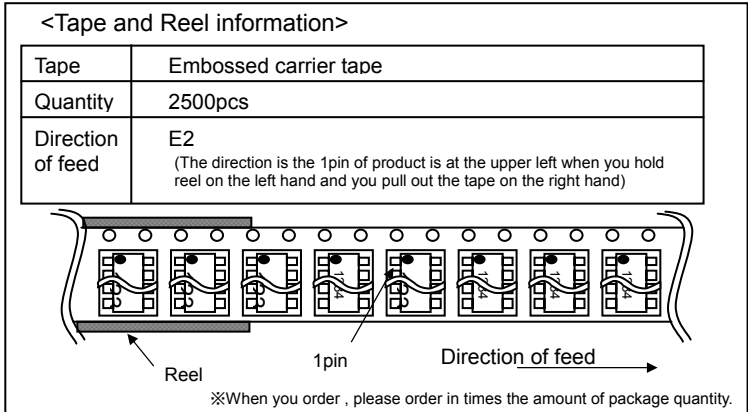 <Tape and Reel information>
Tape Embossed carrier tape
Quantity 2500pcs
Direction of feed E2
(The direction is the 1pin of product is at the upper left when you hold
reel on the left hand and you pull out the tape on the right hand)
1pin
Reel
Direction of feed
※When you order , please order in times the amount of package quantity.